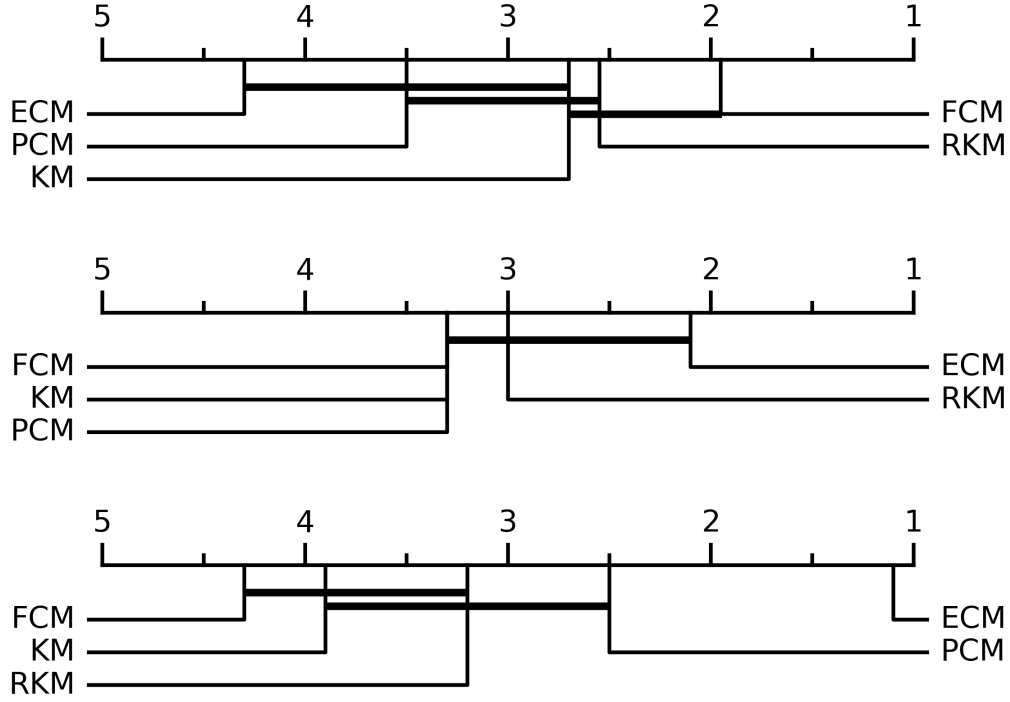 5 4 3 2 1
ECM FCM
PCM RKM
KM
5 4 3 2 1
FCM ECM
KM RKM
PCM
5 4 3 2 1
FCM ECM
KM PCM
RKM